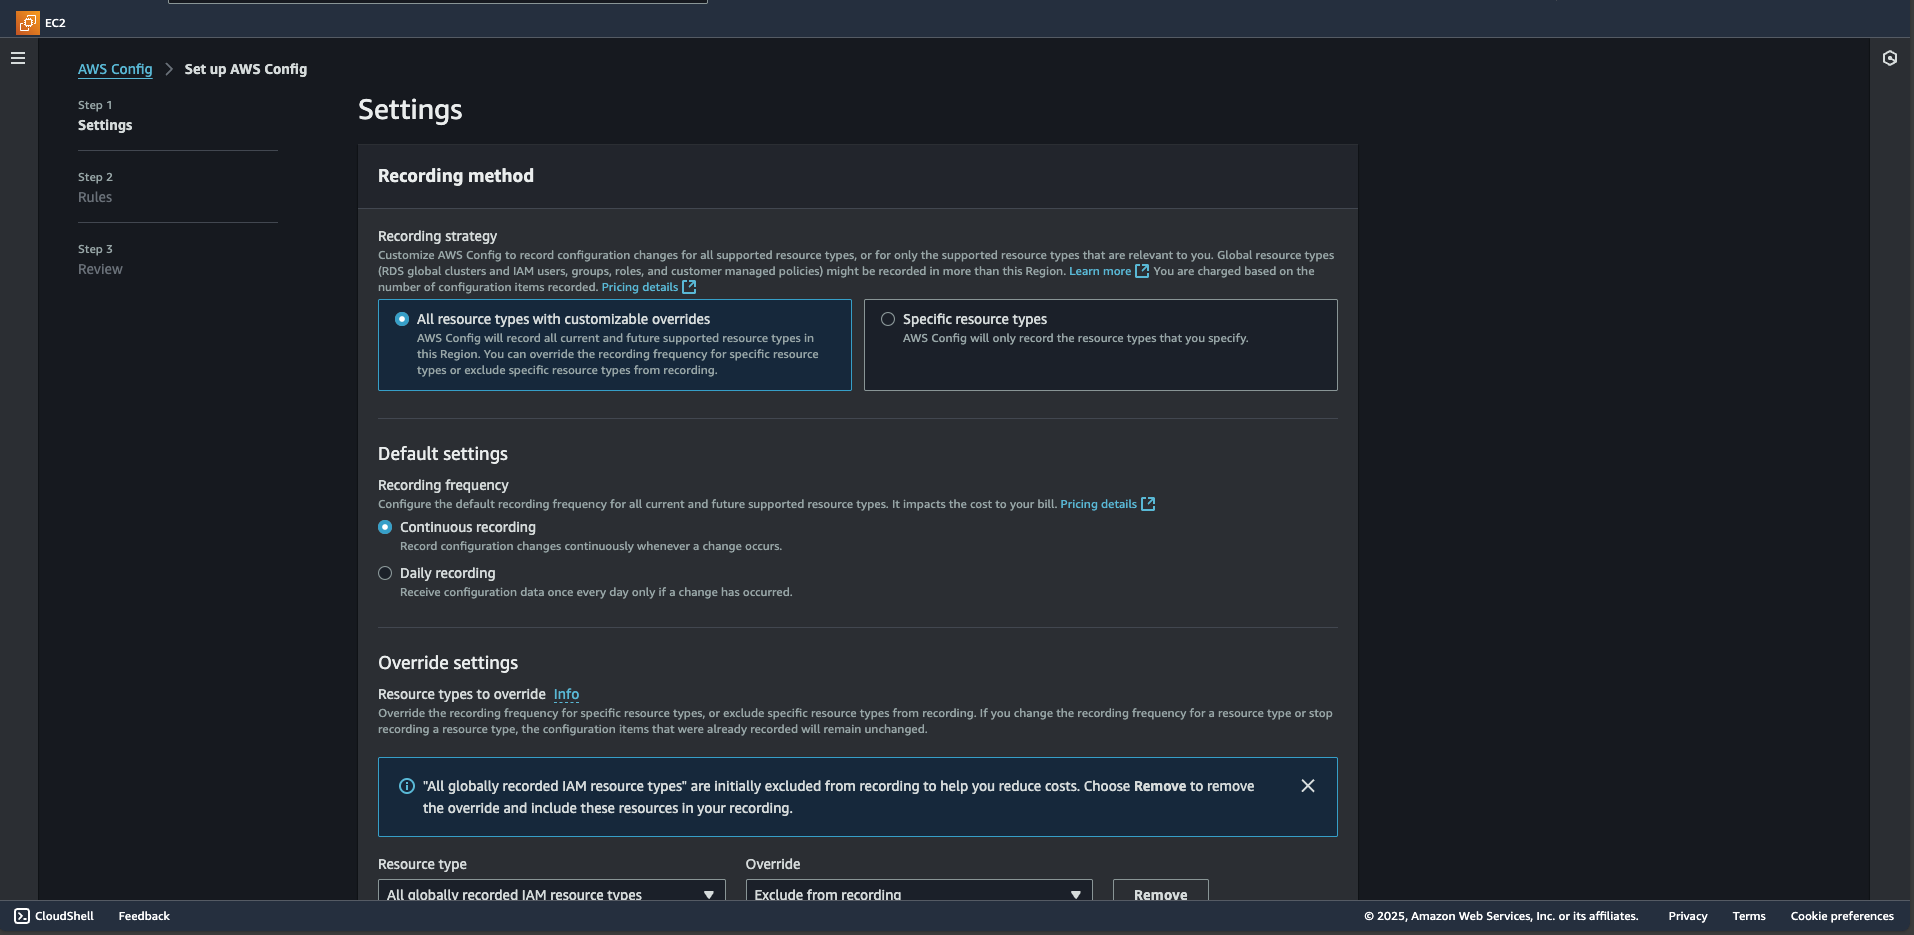 EC2
AWS Config
Set up AWS Config
Step 1
Settings
Step 2
Rules
Step 3
Review
Settings
Recording method
Recording strategy
Customize AWS Config to record configuration changes for all supported resource types, or for only the supported resource types that are relevant to you. Global resource types
(RDS global clusters and IAM users, groups, roles, and customer managed policies) might be recorded in more than this Region. Learn more You are charged based on the
number of configuration items recorded. Pricing details
All resource types with customizable overrides
AWS Config will record all current and future supported resource types in
this Region. You can override the recording frequency for specific resource
types or exclude specific resource types from recording.
Specific resource types
AWS Config will only record the resource types that you specify.
Default settings
Recording frequency
Configure the default recording frequency for all current and future supported resource types. It impacts the cost to your bill. Pricing details
Continuous recording
Record configuration changes continuously whenever a change occurs.
Daily recording
Receive configuration data once every day only if a change has occurred.
Override settings
Resource types to override Info
Override the recording frequency for specific resource types, or exclude specific resource types from recording. If you change the recording frequency for a resource type or stop
recording a resource type, the configuration items that were already recorded will remain unchanged.
"All globally recorded IAM resource types" are initially excluded from recording to help you reduce costs. Choose Remove to remove
the override and include these resources in your recording.
Resource type
Override
All globally recorded IAM resource types
Exclude from recording
Remove
CloudShell
Feedback
© 2025, Amazon Web Services, Inc. or its affiliates.
Privacy
Terms
Cookie preferences